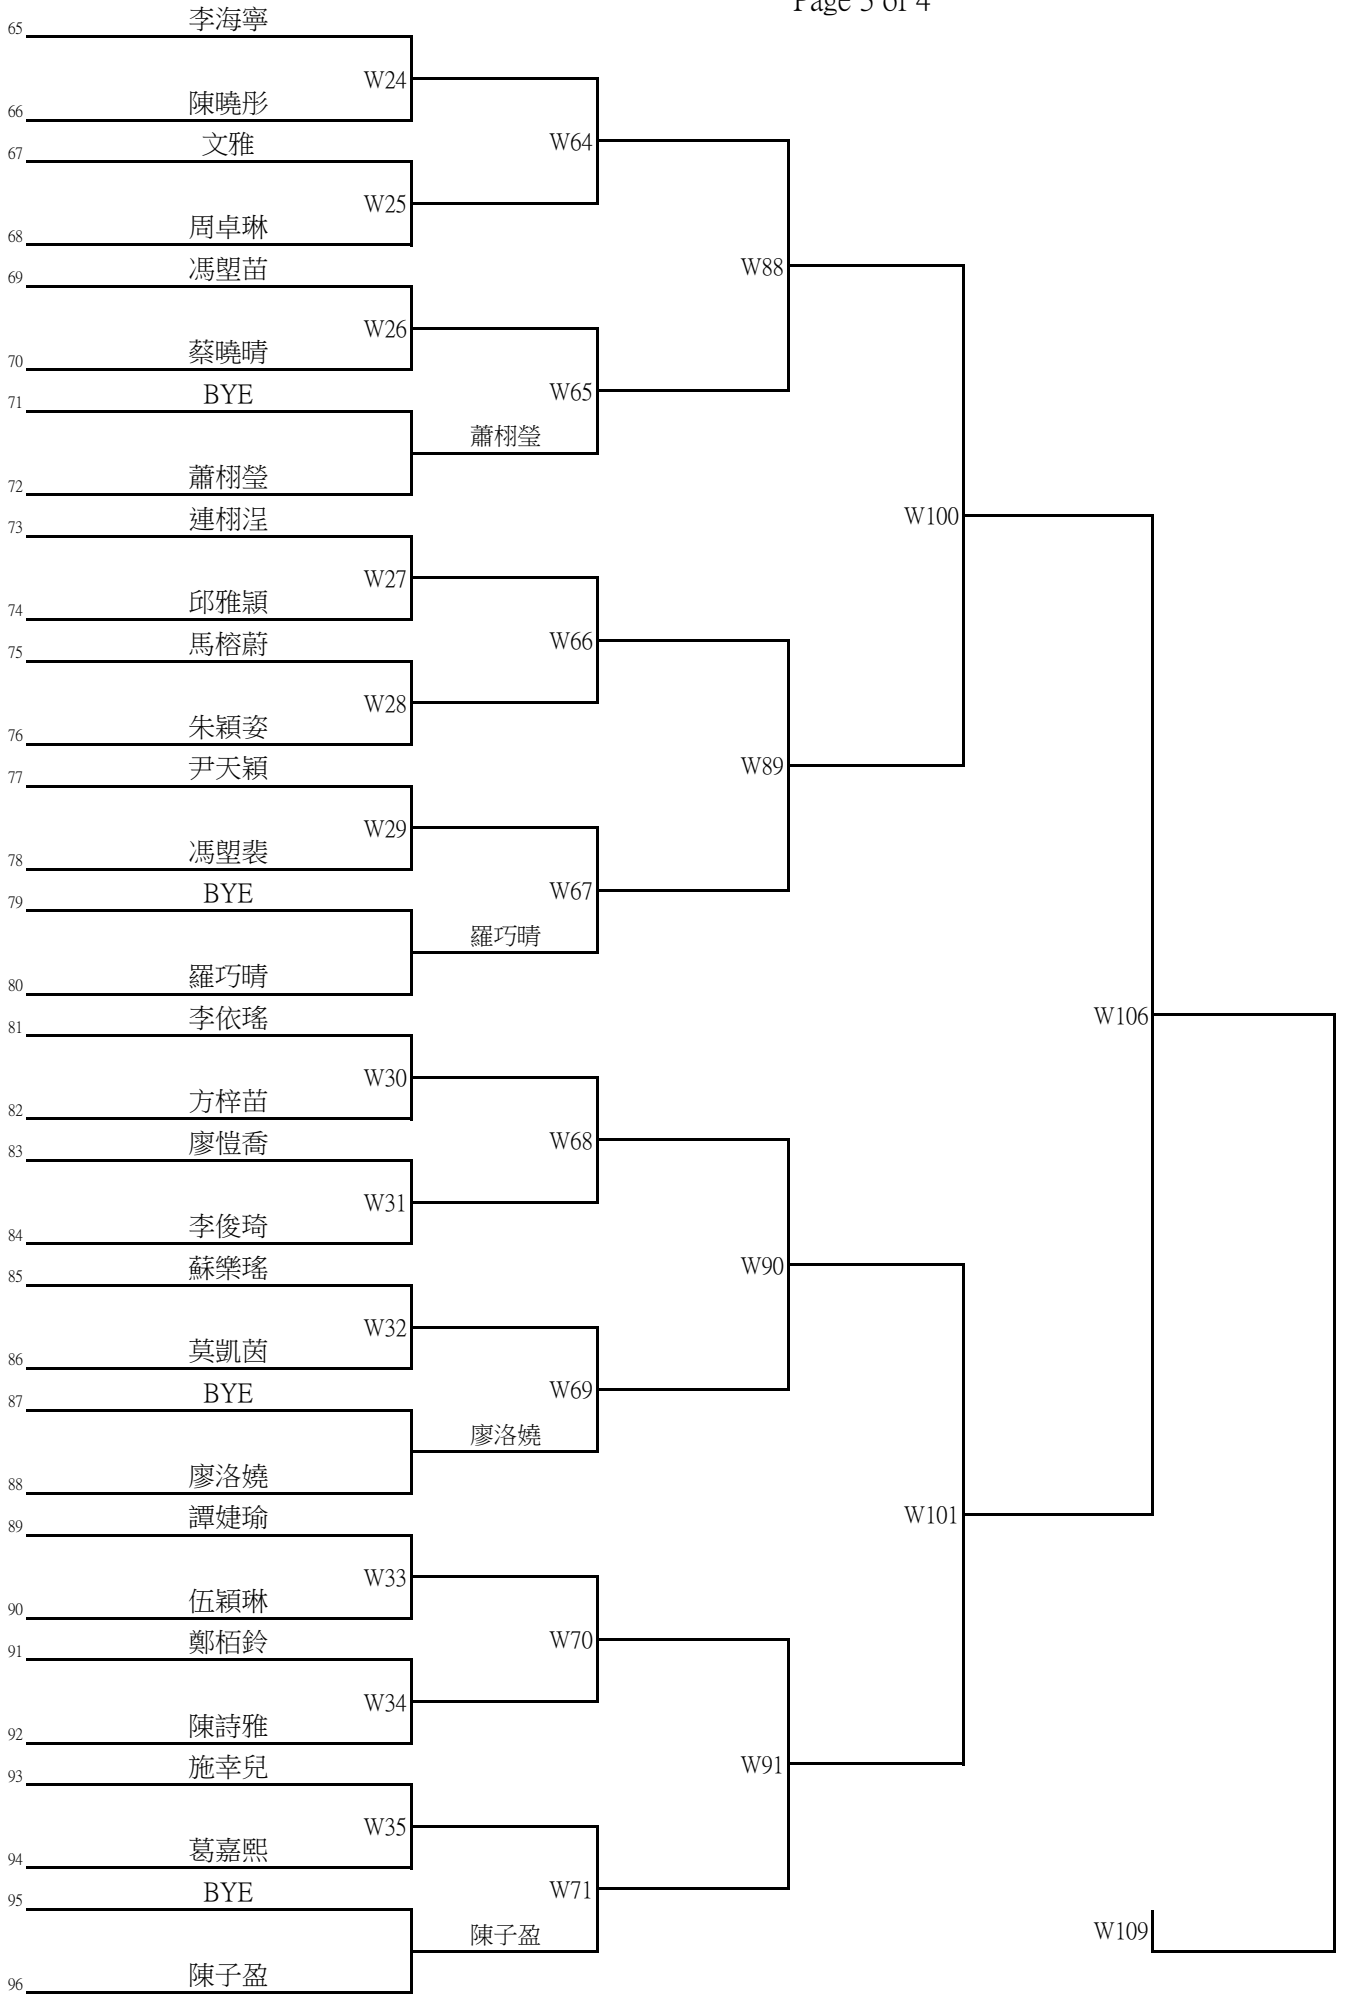 Page 3 of 4
65 李海寧
W24
66 陳曉彤
W64
67 文雅
W25
68 周卓琳
W88
69 馮塱苗
W26
70 蔡曉晴
W65
71 BYE
蕭栩瑩
72 蕭栩瑩
W100
73 連栩浧
W27
74 邱雅頴
W66
75 馬榕蔚
W28
76 朱穎姿
W89
77 尹天穎
W29
78 馮塱裴
W67
79 BYE
羅巧晴
80 羅巧晴
W106
81 李依瑤
W30
82 方梓苗
W68
83 廖愷喬
W31
84 李俊琦
W90
85 蘇樂瑤
W32
86 莫凱茵
W69
87 BYE
廖洛嬈
88 廖洛嬈
W101
89 譚婕瑜
W33
90 伍穎琳
W70
91 鄭栢鈴
W34
92 陳詩雅
W91
93 施幸兒
W35
94 葛嘉熙
W71
95 BYE
陳子盈
W109
96 陳子盈